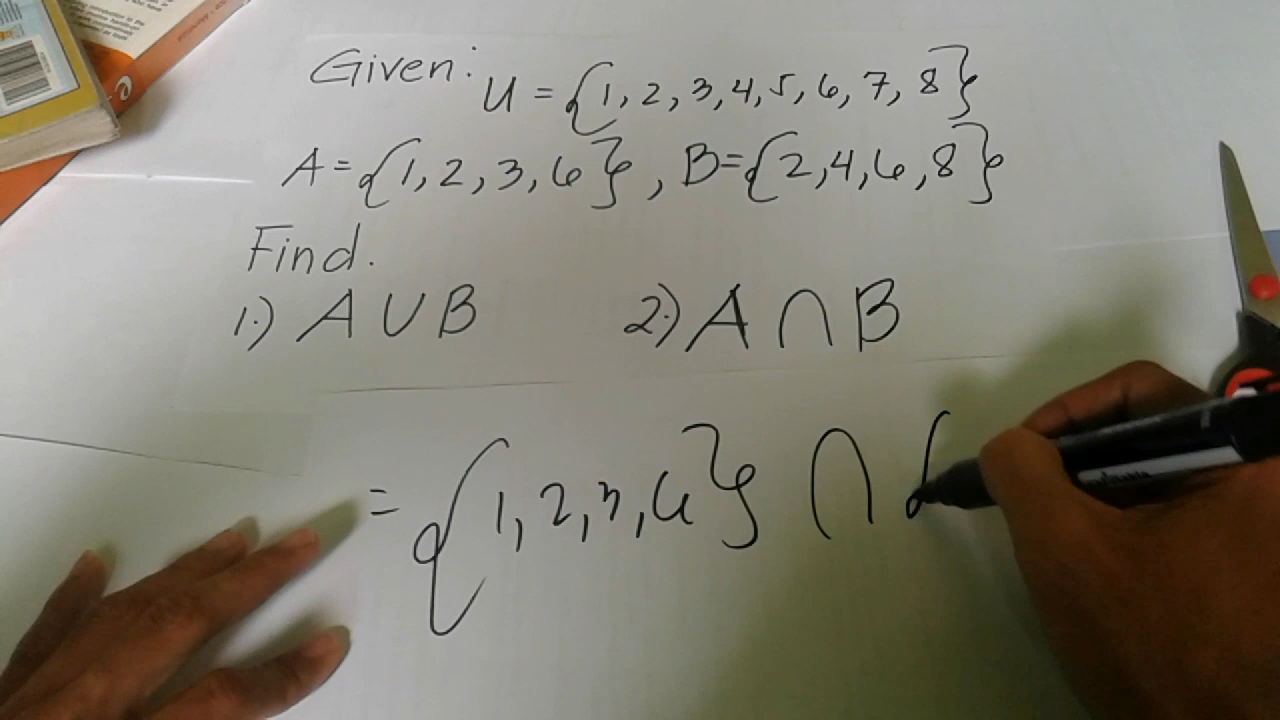 Given: U = {1, 2, 3, 4, 5, 6, 7, 8}
A = {1, 2, 3, 6}, B = {2, 4, 6, 8}
Find.
1.) A ∪ B 2.) A ∩ B
= {1, 2, 3, 6} ∩ {